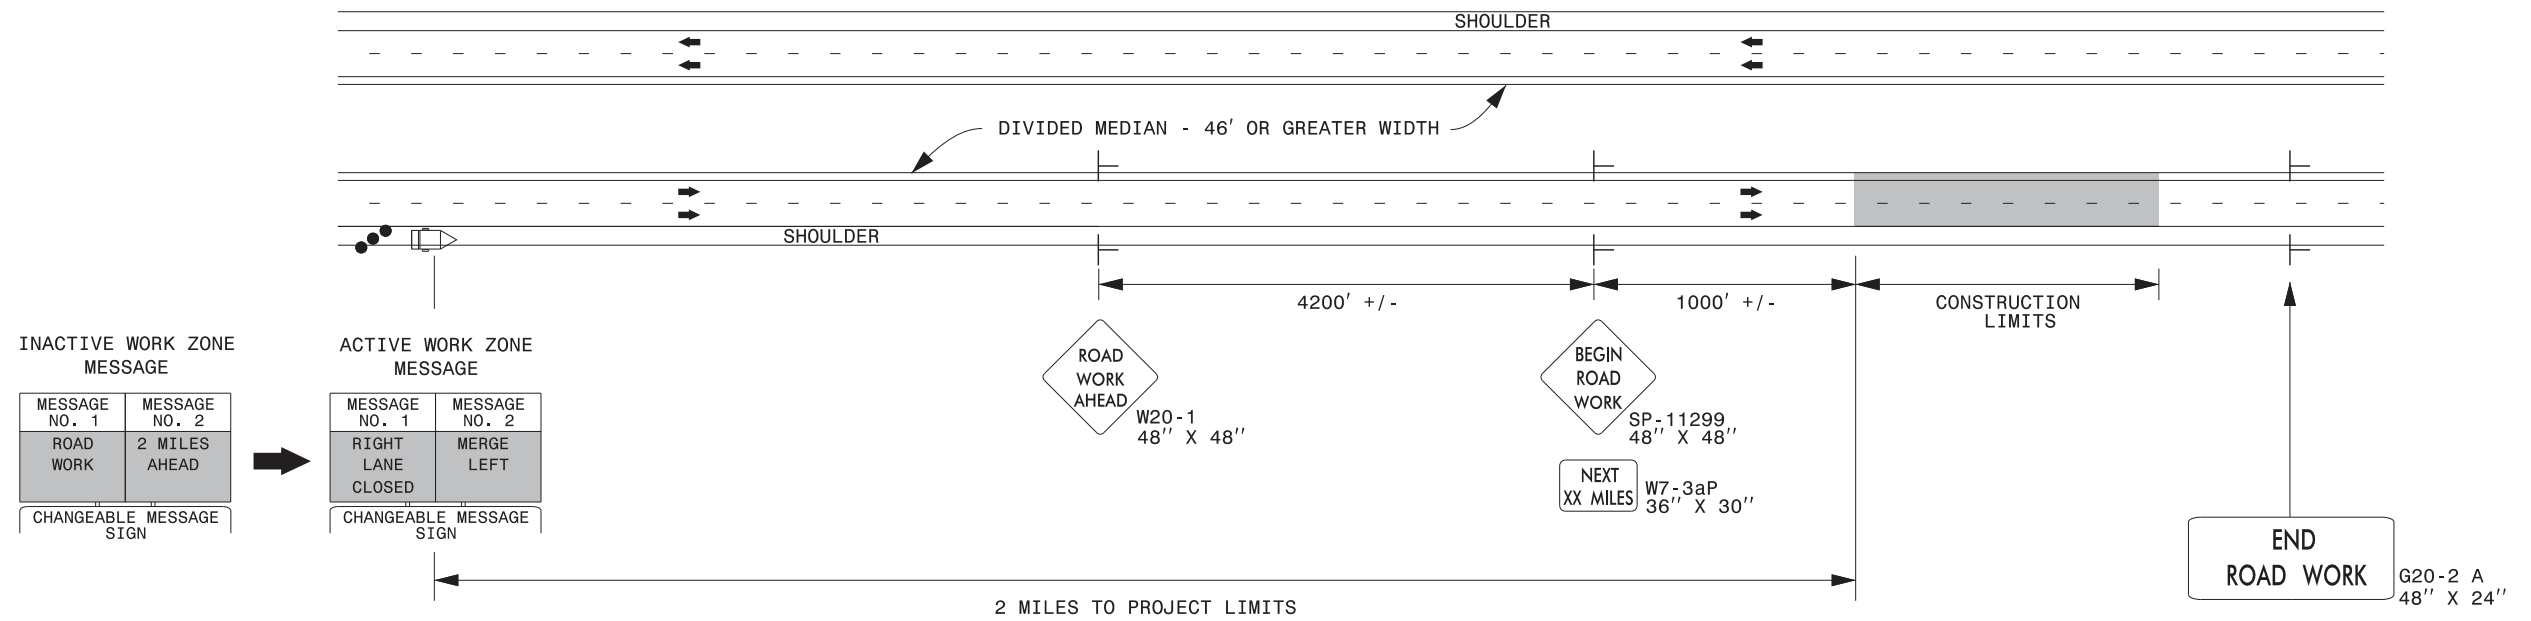 SHOULDER
DIVIDED MEDIAN - 46' OR GREATER WIDTH
SHOULDER
4200' +/-
1000' +/-
CONSTRUCTION
LIMITS
INACTIVE WORK ZONE
MESSAGE
MESSAGE
NO. 1
MESSAGE
NO. 2
ROAD
WORK
2 MILES
AHEAD
CHANGEABLE MESSAGE
SIGN
ACTIVE WORK ZONE
MESSAGE
MESSAGE
NO. 1
MESSAGE
NO. 2
RIGHT
LANE
CLOSED
MERGE
LEFT
CHANGEABLE MESSAGE
SIGN
ROAD
WORK
AHEAD
W20-1
48'' X 48''
BEGIN
ROAD
WORK
SP-11299
48'' X 48''
NEXT
XX MILES
W7-3aP
36'' X 30''
END
ROAD WORK
G20-2 A
48'' X 24''
2 MILES TO PROJECT LIMITS